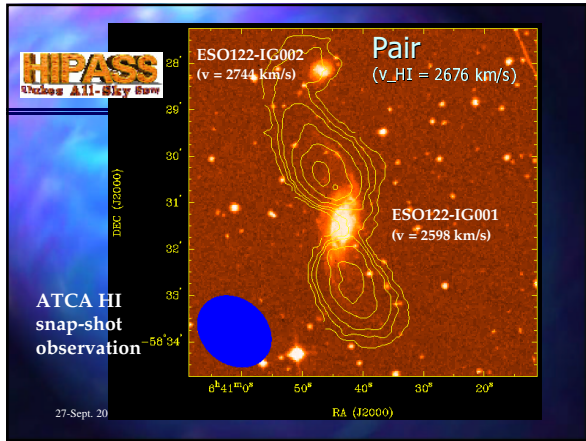 Pair
(v_HI = 2676 km/s)
ESO122-IG002
(v = 2744 km/s)
HIPASS
All-Sky
ESO122-IG001
(v = 2598 km/s)
ATCA HI
snap-shot
observation
27-Sept. 20
DEC (J2000)
28'
29'
30'
31'
32'
33'
-58°34'
6ʰ41ᵐ0ˢ
50ˢ
40ˢ
30ˢ
20ˢ
RA (J2000)